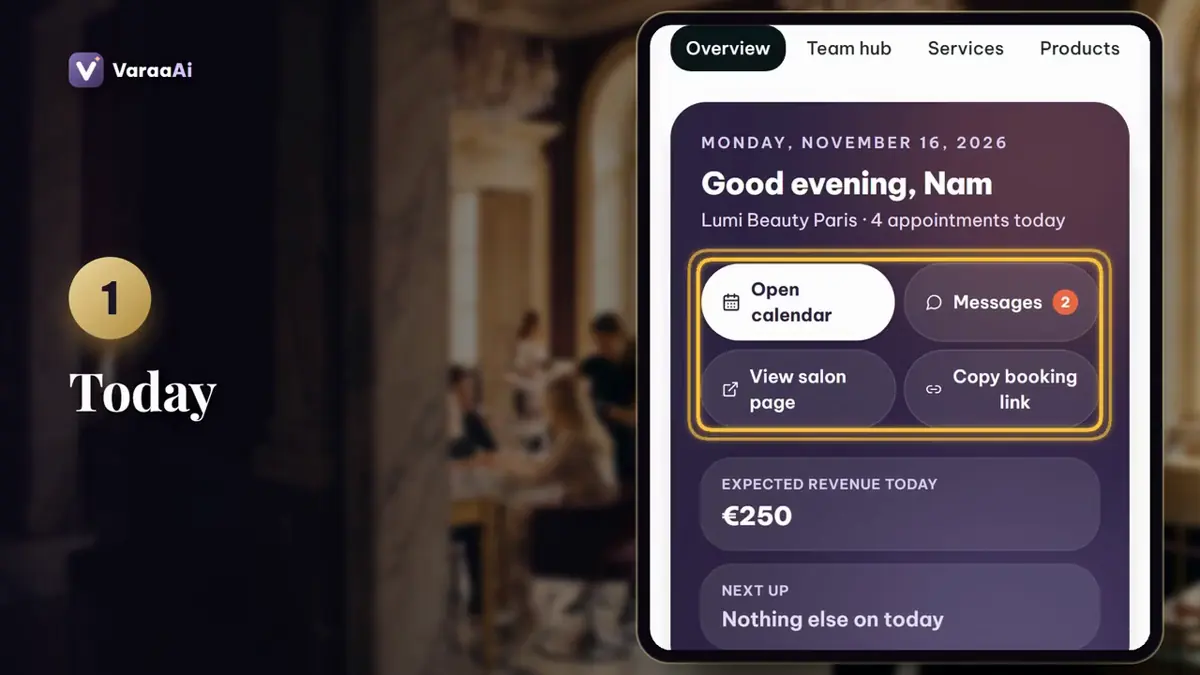 VaraaAi
1
Today
Overview
Team hub
Services
Products
MONDAY, NOVEMBER 16, 2026
Good evening, Nam
Lumi Beauty Paris · 4 appointments today
Open
calendar
Messages 2
View salon
page
Copy booking
link
EXPECTED REVENUE TODAY
€250
NEXT UP
Nothing else on today